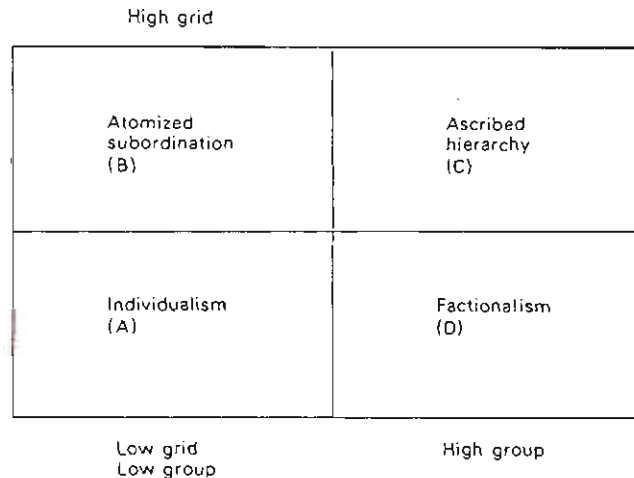 High grid
Atomized
subordination
(B)
Ascribed
hierarchy
(C)
Individualism
(A)
Factionalism
(D)
Low grid
Low group
High group